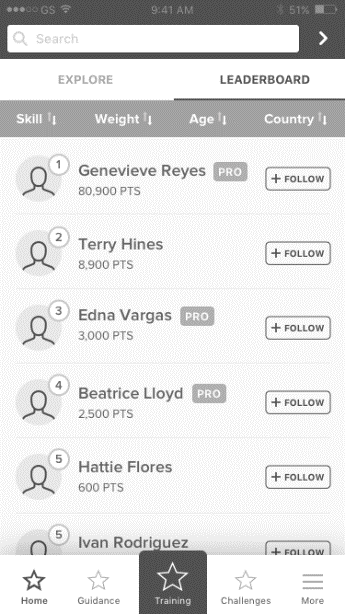 GS 9:41 AM 51%
Search
EXPLORE LEADERBOARD
Skill Weight Age Country
1
Genevieve Reyes PRO
80,900 PTS
+ FOLLOW
2
Terry Hines
8,900 PTS
+ FOLLOW
3
Edna Vargas PRO
3,000 PTS
+ FOLLOW
4
Beatrice Lloyd PRO
2,500 PTS
+ FOLLOW
5
Hattie Flores
600 PTS
+ FOLLOW
5
Ivan Rodriguez
+ FOLLOW
Home Guidance Training Challenges More